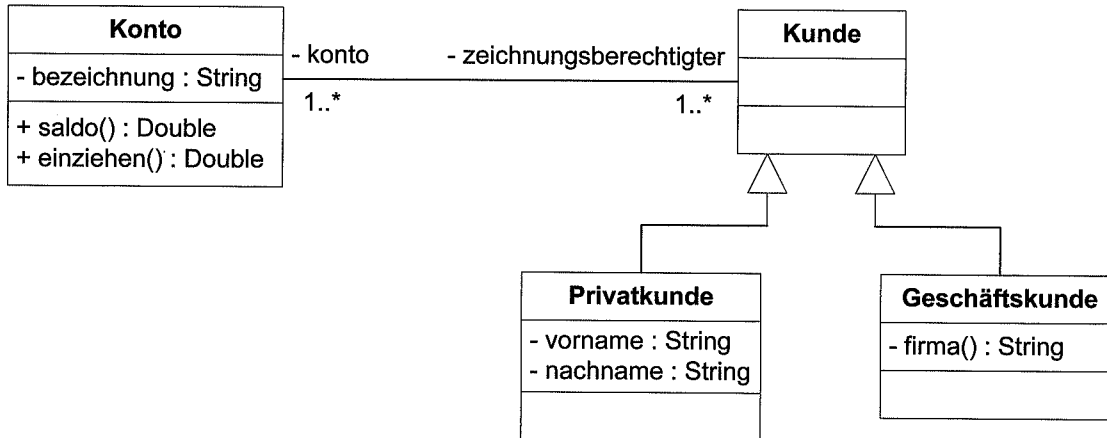 Konto
- bezeichnung : String
+ saldo() : Double
+ einziehen() : Double
- konto
1..*
- zeichnungsberechtigter
1..*
Kunde
Privatkunde
- vorname : String
- nachname : String
Geschäftskunde
- firma() : String